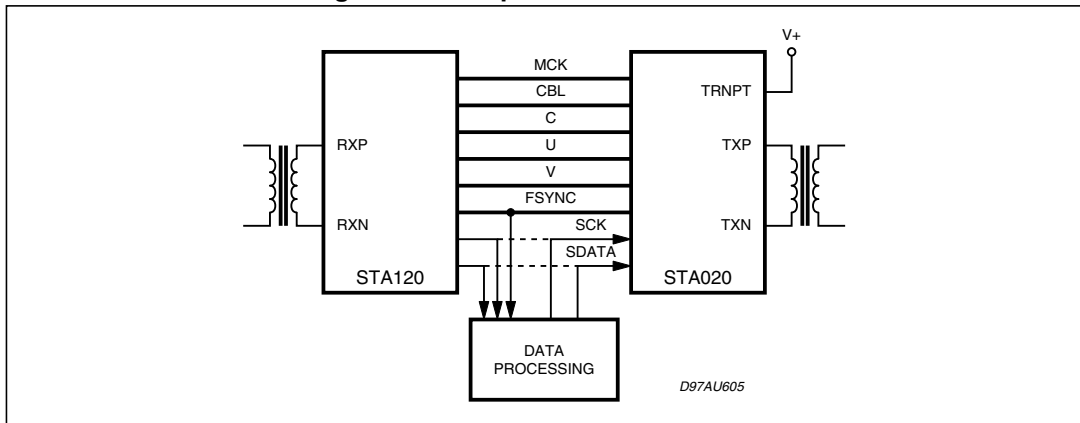 V+
MCK
CBL
TRNPT
C
RXP
U
TXP
V
FSYNC
RXN
SCK
TXN
SDATA
STA120
STA020
DATA
PROCESSING
D97AU605